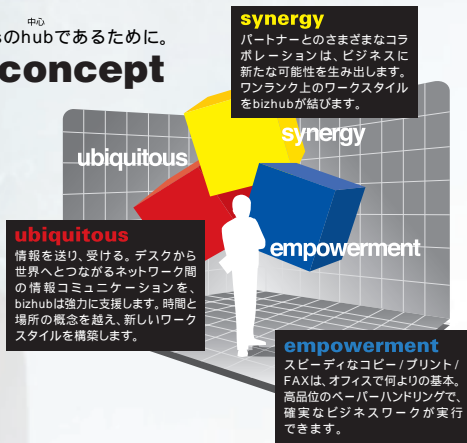 中心
のhubであるために。
concept
synergy
パートナーとのさまざまなコラ
ボレーションは、ビジネスに
新たな可能性を生み出します。
ワンランク上のワークスタイル
をbizhubが結びます。
synergy
ubiquitous
empowerment
ubiquitous
情報を送り、受ける。デスクから
世界へとつながるネットワーク間
の情報コミュニケーションを、
bizhubは強力に支援します。時間と
場所の概念を越え、新しいワーク
スタイルを構築します。
empowerment
スピーディなコピー/プリント/
FAXは、オフィスで何よりの基本。
高品位のペーパーハンドリングで、
確実なビジネスワークが実行
できます。